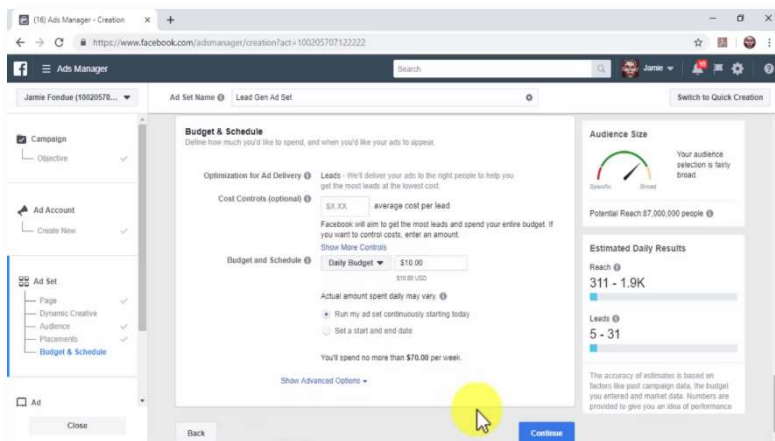 (16) Ads Manager - Creation
https://www.facebook.com/adsmanager/creation?act=100205707122222
Ads Manager
Search
Jamie
Jamie Fondue (10020570...
Ad Set Name
Lead Gen Ad Set
Switch to Quick Creation
Campaign
Objective
Ad Account
Create New
Ad Set
Page
Dynamic Creative
Audience
Placements
Budget & Schedule
Ad
Close
Budget & Schedule
Define how much you'd like to spend, and when you'd like your ads to appear.
Optimization for Ad Delivery
Leads - We'll deliver your ads to the right people to help you
get the most leads at the lowest cost.
Cost Controls (optional)
$X.XX average cost per lead
Facebook will aim to get the most leads and spend your entire budget. If
you want to control costs, enter an amount.
Show More Controls
Budget and Schedule
Daily Budget $10.00
$10.00 USD
Actual amount spent daily may vary.
Run my ad set continuously starting today
Set a start and end date
You'll spend no more than $70.00 per week.
Show Advanced Options
Back
Continue
Audience Size
Your audience
selection is fairly
broad.
Specific Broad
Potential Reach:87,000,000 people
Estimated Daily Results
Reach
311 - 1.9K
Leads
5 - 31
The accuracy of estimates is based on
factors like past campaign data, the budget
you entered and market data. Numbers are
provided to give you an idea of performance